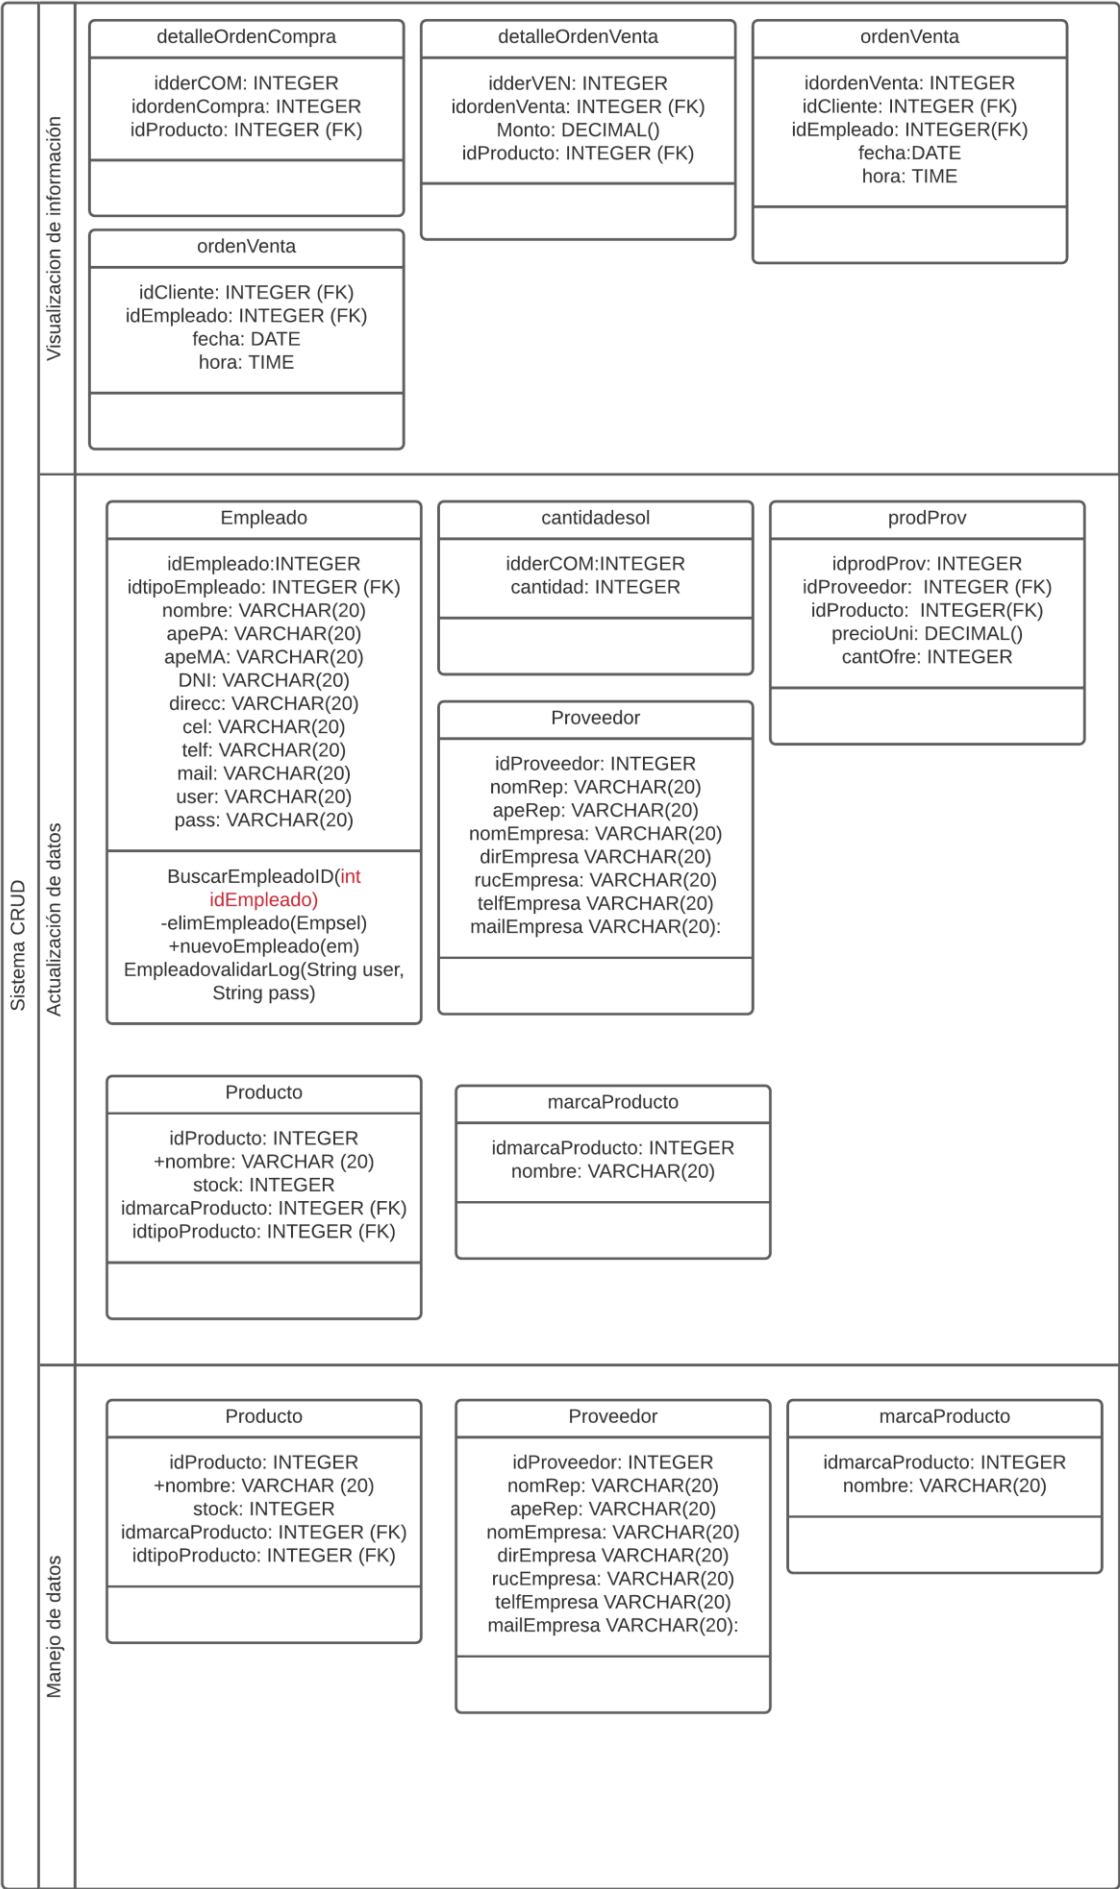 Sistema CRUD
Visualizacion de información
detalleOrdenCompra
idderCOM: INTEGER
idordenCompra: INTEGER
idProducto: INTEGER (FK)
detalleOrdenVenta
idderVEN: INTEGER
idordenVenta: INTEGER (FK)
Monto: DECIMAL()
idProducto: INTEGER (FK)
ordenVenta
idordenVenta: INTEGER
idCliente: INTEGER (FK)
idEmpleado: INTEGER(FK)
fecha:DATE
hora: TIME
ordenVenta
idCliente: INTEGER (FK)
idEmpleado: INTEGER (FK)
fecha: DATE
hora: TIME
Actualización de datos
Empleado
idEmpleado:INTEGER
idtipoEmpleado: INTEGER (FK)
nombre: VARCHAR(20)
apePA: VARCHAR(20)
apeMA: VARCHAR(20)
DNI: VARCHAR(20)
direcc: VARCHAR(20)
cel: VARCHAR(20)
telf: VARCHAR(20)
mail: VARCHAR(20)
user: VARCHAR(20)
pass: VARCHAR(20)
BuscarEmpleadoID(int
idEmpleado)
-elimEmpleado(Empsel)
+nuevoEmpleado(em)
EmpleadovalidarLog(String user,
String pass)
cantidadesol
idderCOM:INTEGER
cantidad: INTEGER
prodProv
idprodProv: INTEGER
idProveedor:  INTEGER (FK)
idProducto:  INTEGER(FK)
precioUni: DECIMAL()
cantOfre: INTEGER
Proveedor
idProveedor: INTEGER
nomRep: VARCHAR(20)
apeRep: VARCHAR(20)
nomEmpresa: VARCHAR(20)
dirEmpresa VARCHAR(20)
rucEmpresa: VARCHAR(20)
telfEmpresa VARCHAR(20)
mailEmpresa VARCHAR(20):
Producto
idProducto: INTEGER
+nombre: VARCHAR (20)
stock: INTEGER
idmarcaProducto: INTEGER (FK)
idtipoProducto: INTEGER (FK)
marcaProducto
idmarcaProducto: INTEGER
nombre: VARCHAR(20)
Manejo de datos
Producto
idProducto: INTEGER
+nombre: VARCHAR (20)
stock: INTEGER
idmarcaProducto: INTEGER (FK)
idtipoProducto: INTEGER (FK)
Proveedor
idProveedor: INTEGER
nomRep: VARCHAR(20)
apeRep: VARCHAR(20)
nomEmpresa: VARCHAR(20)
dirEmpresa VARCHAR(20)
rucEmpresa: VARCHAR(20)
telfEmpresa VARCHAR(20)
mailEmpresa VARCHAR(20):
marcaProducto
idmarcaProducto: INTEGER
nombre: VARCHAR(20)